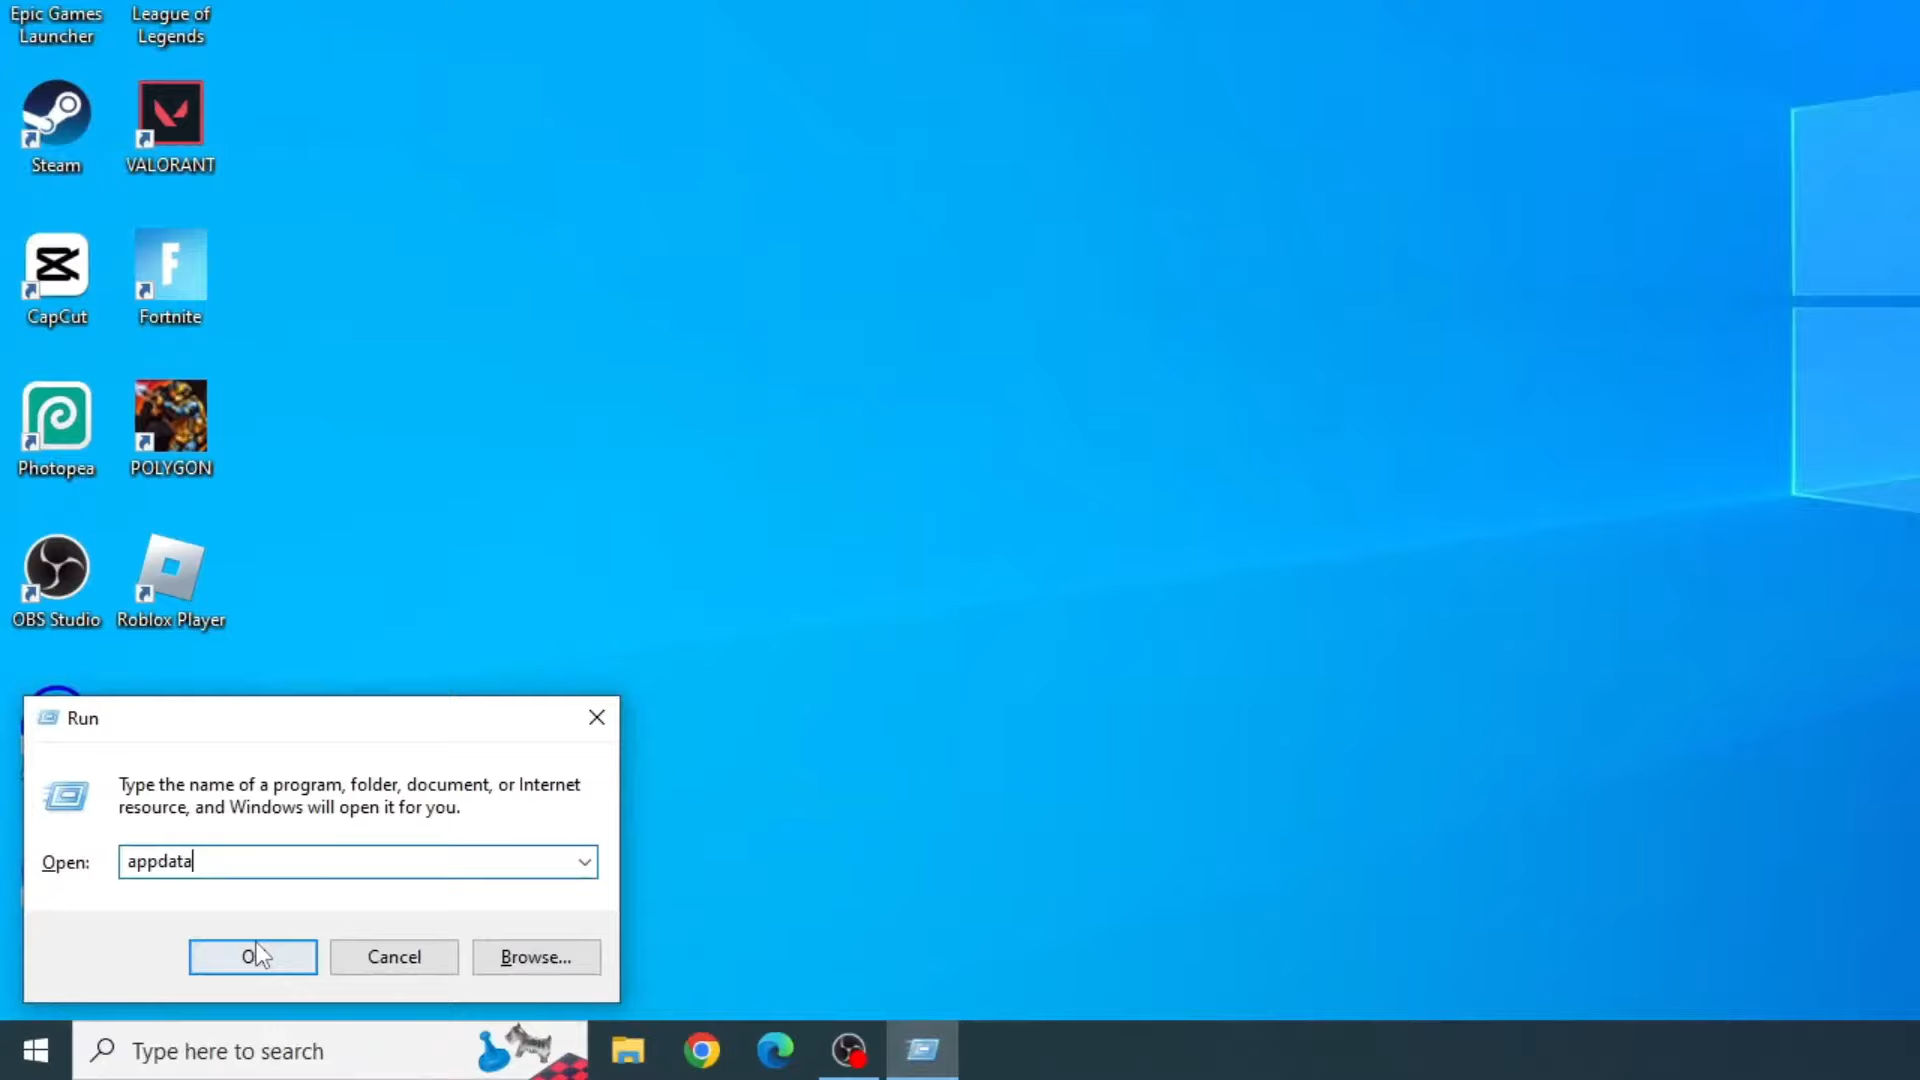 Epic Games
Launcher
League of
Legends
Steam
VALORANT
CapCut
Fortnite
Photopea
POLYGON
OBS Studio
Roblox Player
Run
Type the name of a program, folder, document, or Internet
resource, and Windows will open it for you.
Open:
appdata
O
Cancel
Browse...
Type here to search